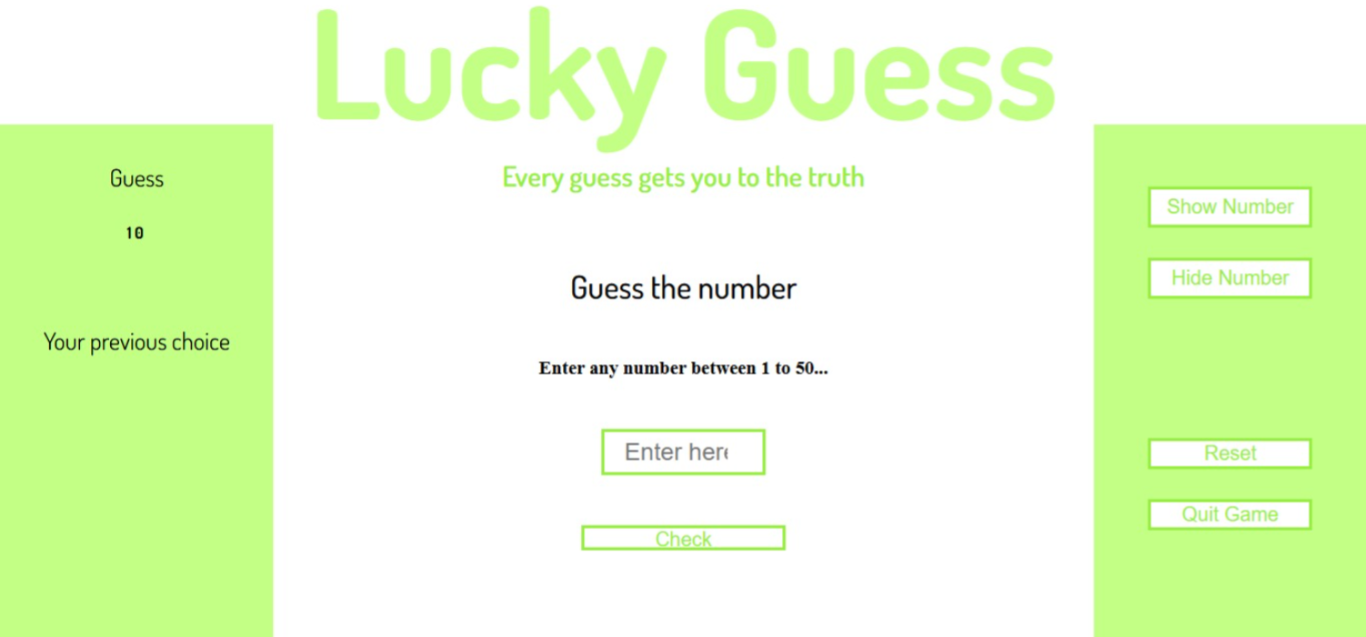 Lucky Guess
Every guess gets you to the truth
Guess
10
Your previous choice
Guess the number
Enter any number between 1 to 50...
Enter her
Check
Show Number
Hide Number
Reset
Quit Game